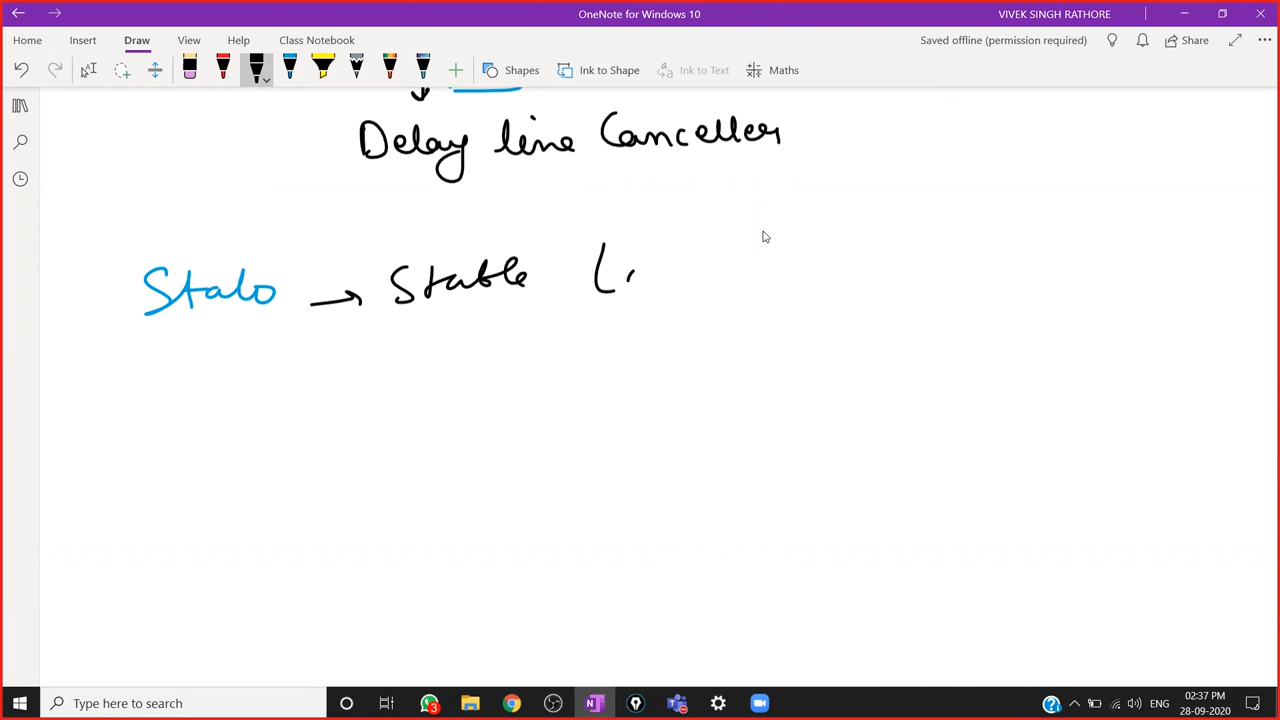 OneNote for Windows 10
VIVEK SINGH RATHORE
Home Insert Draw View Help Class Notebook
Saved offline (permission required) Share
Shapes Ink to Shape Ink to Text Maths
Delay line Canceller
Stalo → Stable
Type here to search
3
ENG
02:37 PM
28-09-2020